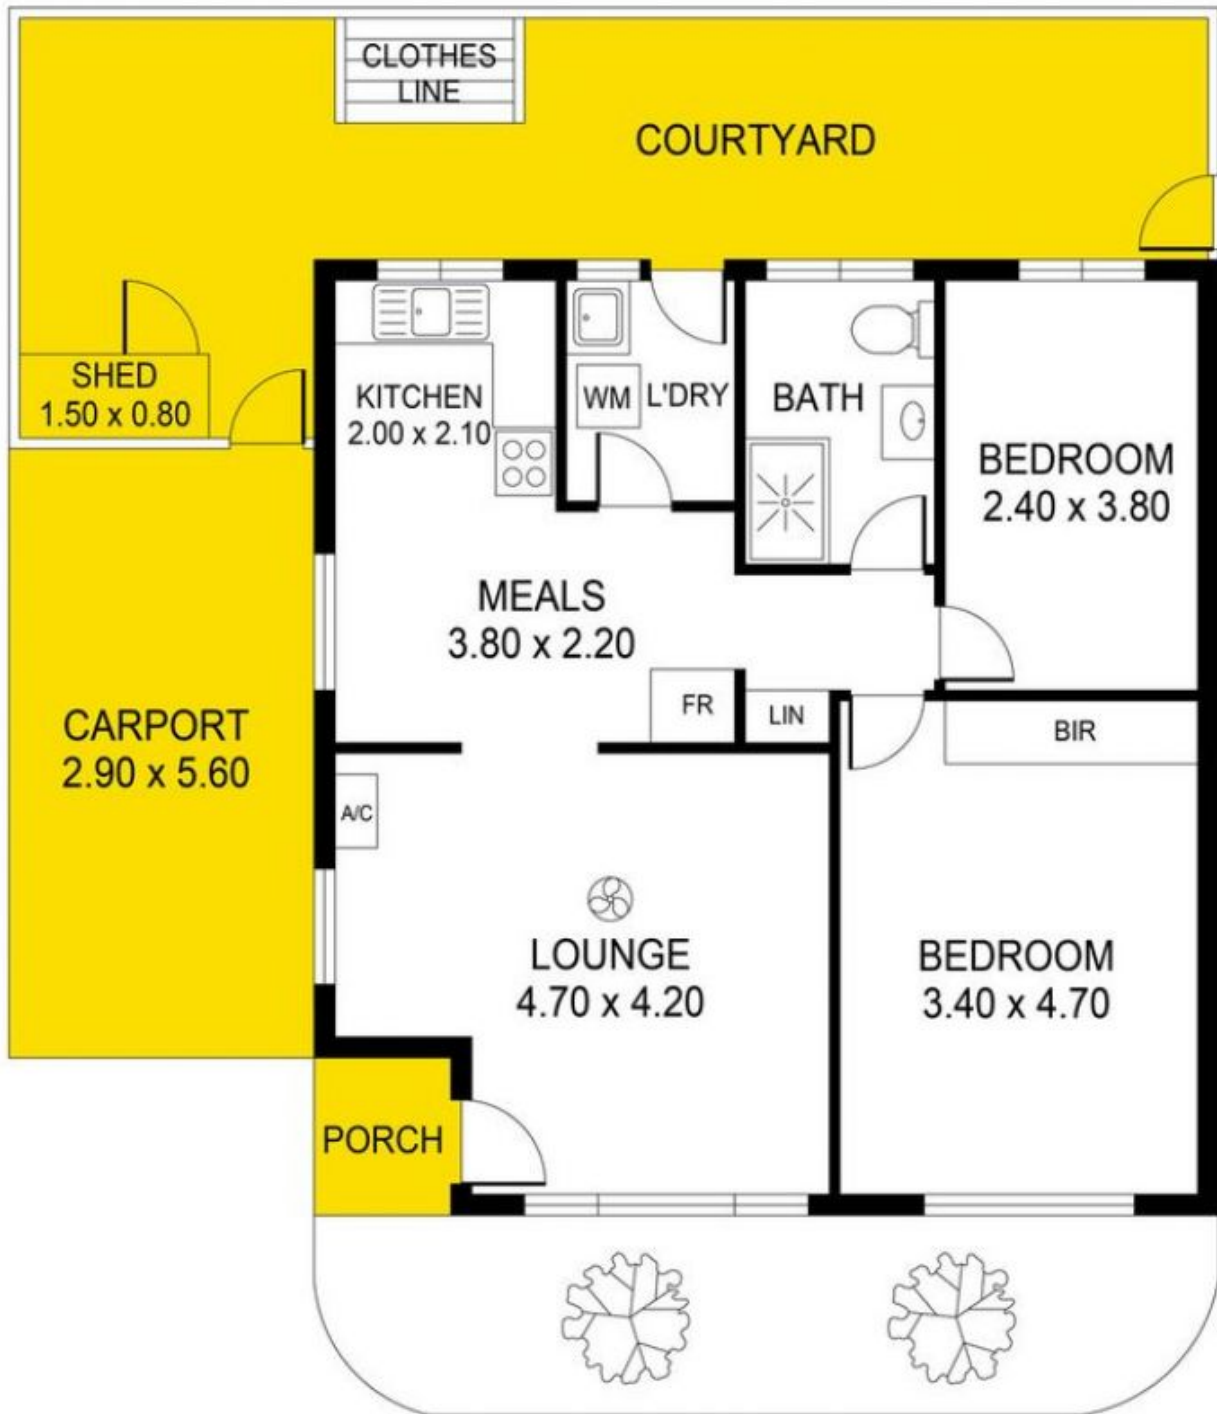 CLOTHES
LINE
COURTYARD
SHED
1.50 x 0.80
KITCHEN
2.00 x 2.10
WM
L'DRY
BATH
BEDROOM
2.40 x 3.80
MEALS
3.80 x 2.20
FR
LIN
BIR
CARPORT
2.90 x 5.60
A/C
LOUNGE
4.70 x 4.20
BEDROOM
3.40 x 4.70
PORCH